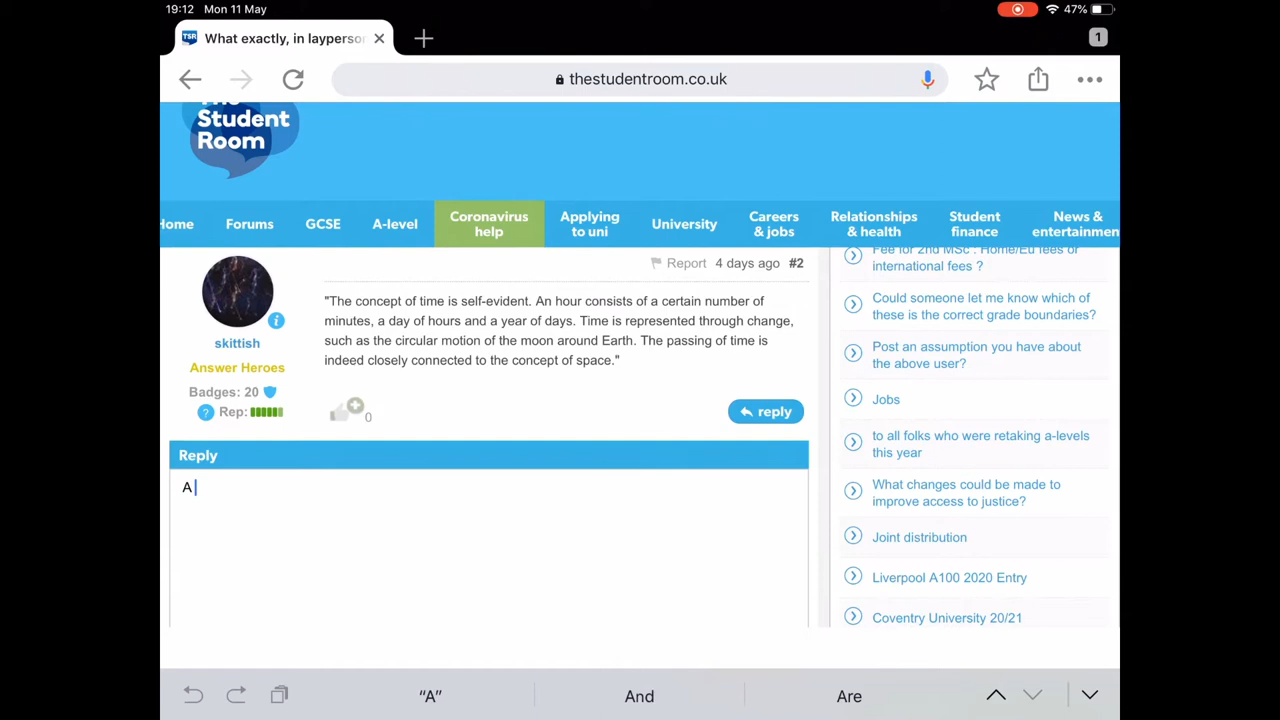 19:12 Mon 11 May
47%
TSR What exactly, in layperso
1
thestudentroom.co.uk
The
Student
Room
Home Forums GCSE A-level Coronavirus help Applying to uni University Careers & jobs Relationships & health Student finance News & entertainmen
Report 4 days ago #2
skittish
Answer Heroes
Badges: 20
? Rep:
"The concept of time is self-evident. An hour consists of a certain number of
minutes, a day of hours and a year of days. Time is represented through change,
such as the circular motion of the moon around Earth. The passing of time is
indeed closely connected to the concept of space."
0
reply
Reply
A
Fee for 2nd MSc : Home/Eu fees or
international fees ?
Could someone let me know which of
these is the correct grade boundaries?
Post an assumption you have about
the above user?
Jobs
to all folks who were retaking a-levels
this year
What changes could be made to
improve access to justice?
Joint distribution
Liverpool A100 2020 Entry
Coventry University 20/21
“A” And Are